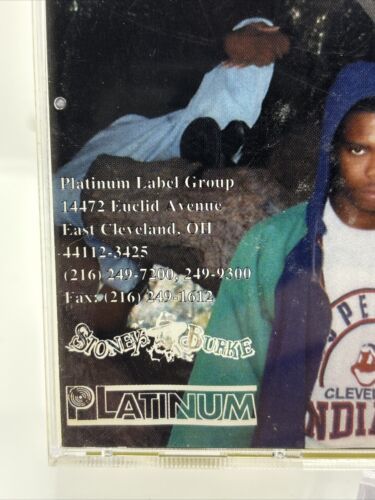 Platinum Label Group
14472 Euclid Avenue
East Cleveland, OH
44112-3425
(216) 249-7200, 249-9300
Fax: (216) 249-1612
STONEY BURKE
PLATINUM
CLEVEL
INDIA